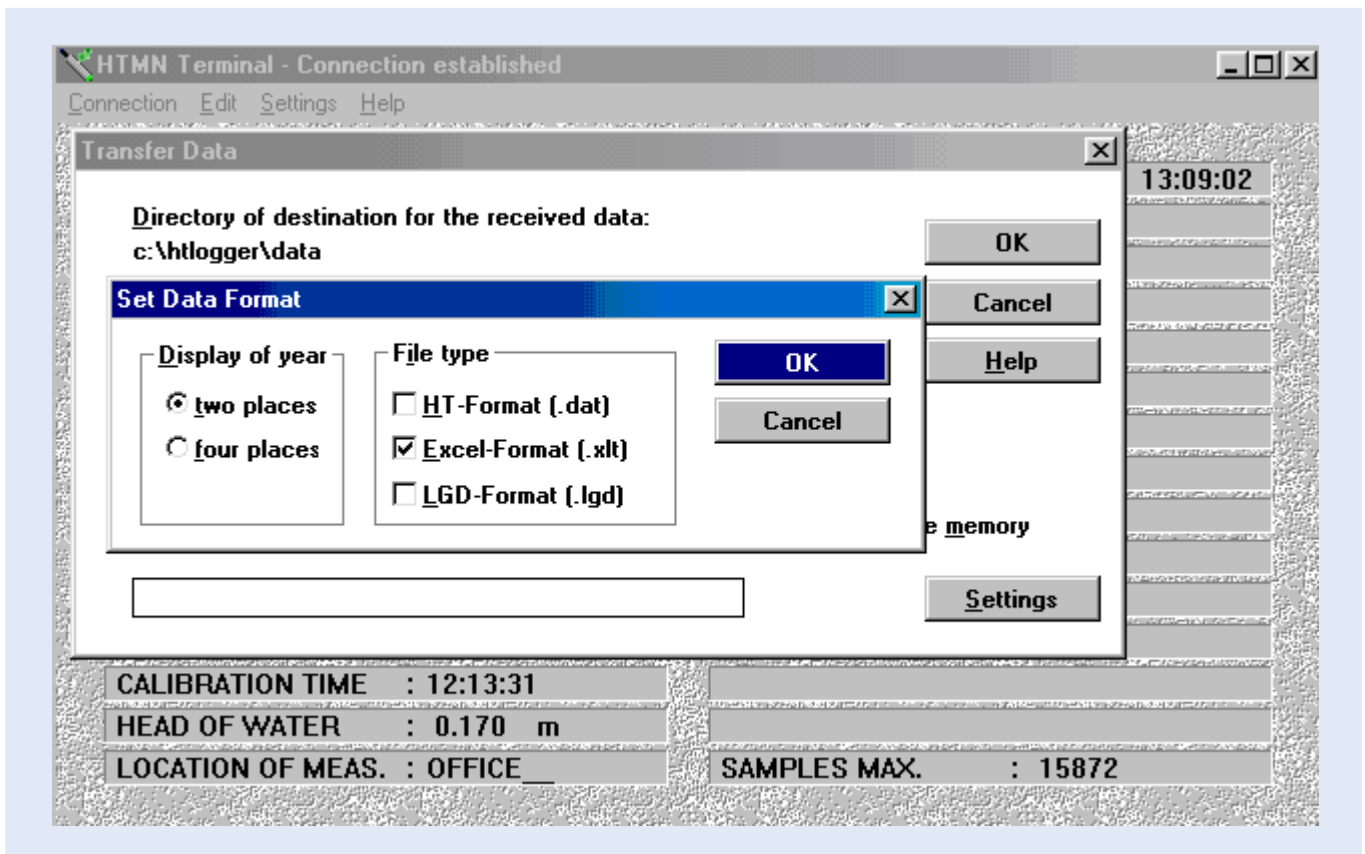 HTMN Terminal - Connection established
Connection Edit Settings Help
Transfer Data
13:09:02
Directory of destination for the received data:
c:\htlogger\data
OK
Set Data Format
Cancel
Display of year
File type
OK
Help
two places
HT-Format (.dat)
Cancel
four places
Excel-Format (.xlt)
LGD-Format (.lgd)
e memory
Settings
CALIBRATION TIME : 12:13:31
HEAD OF WATER : 0.170 m
LOCATION OF MEAS. : OFFICE__
SAMPLES MAX. : 15872